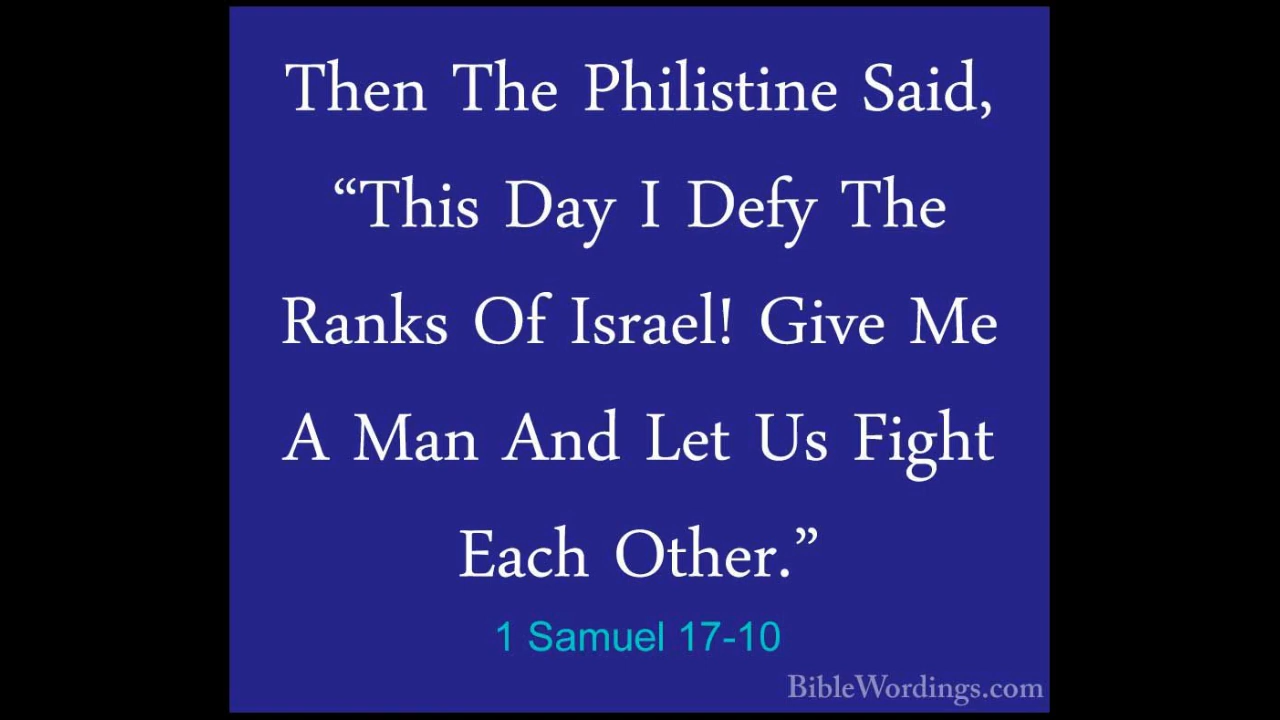 Then The Philistine Said,
“This Day I Defy The
Ranks Of Israel! Give Me
A Man And Let Us Fight
Each Other.”
1 Samuel 17-10
BibleWordings.com